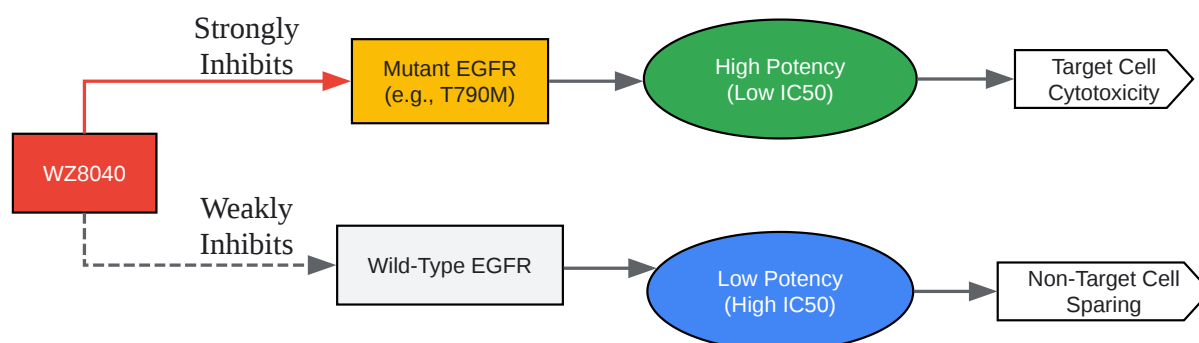 Strongly
Inhibits
Mutant EGFR
(e.g., T790M)
High Potency
(Low IC50)
Target Cell
Cytotoxicity
WZ8040
Weakly
Inhibits
Wild-Type EGFR
Low Potency
(High IC50)
Non-Target Cell
Sparing